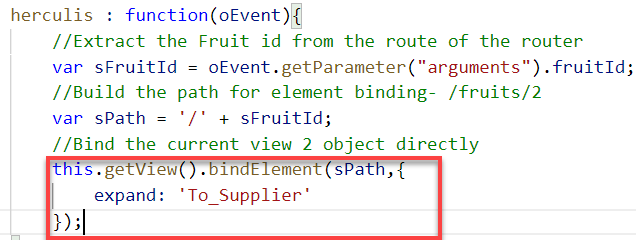 herculis : function(oEvent){
//Extract the Fruit id from the route of the router
var sFruitId = oEvent.getParameter("arguments").fruitId;
//Build the path for element binding- /fruits/2
var sPath = '/' + sFruitId;
//Bind the current view 2 object directly
this.getView().bindElement(sPath,{
expand: 'To_Supplier'
});